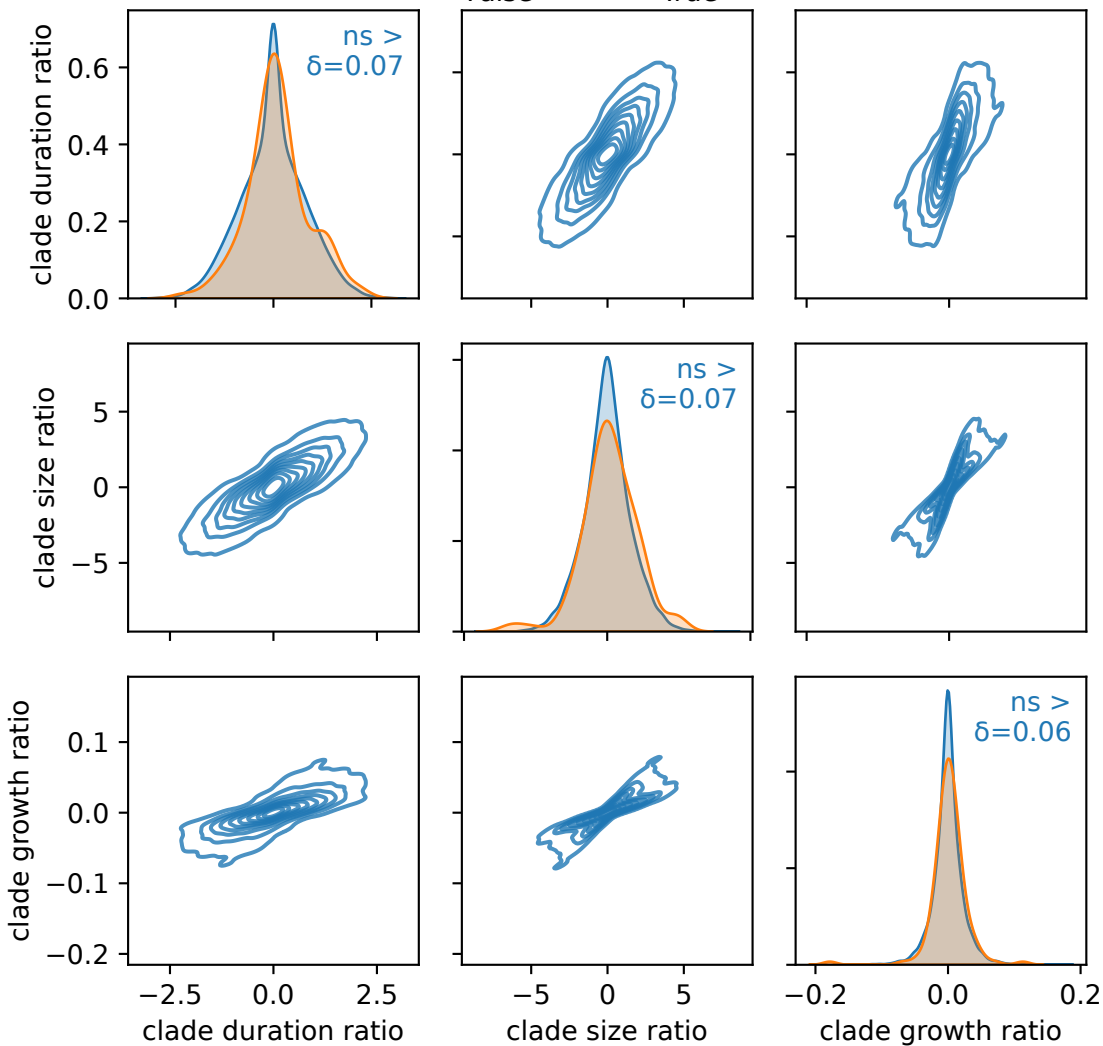 ns >
δ=0.07
clade duration ratio
0.6
0.4
0.2
0.0
ns >
δ=0.07
clade size ratio
5
0
−5
ns >
δ=0.06
clade growth ratio
0.1
0.0
−0.1
−0.2
−2.5 0.0 2.5 −5 0 5 −0.2 0.0 0.2
clade duration ratio clade size ratio clade growth ratio